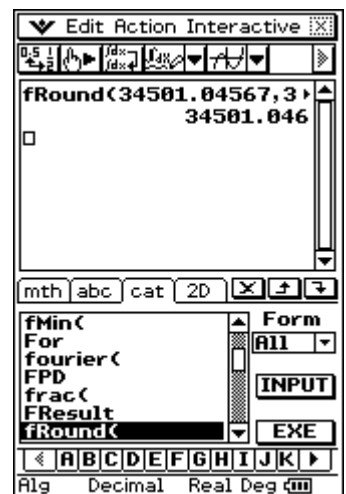 Edit Action Interactive
fRound(34501.04567,3
34501.046
mth abc cat 2D
fMin(
For
fourier(
FPD
frac(
FResult
fRound(
Form
All
INPUT
EXE
A B C D E F G H I J K
Alg Decimal Real Deg